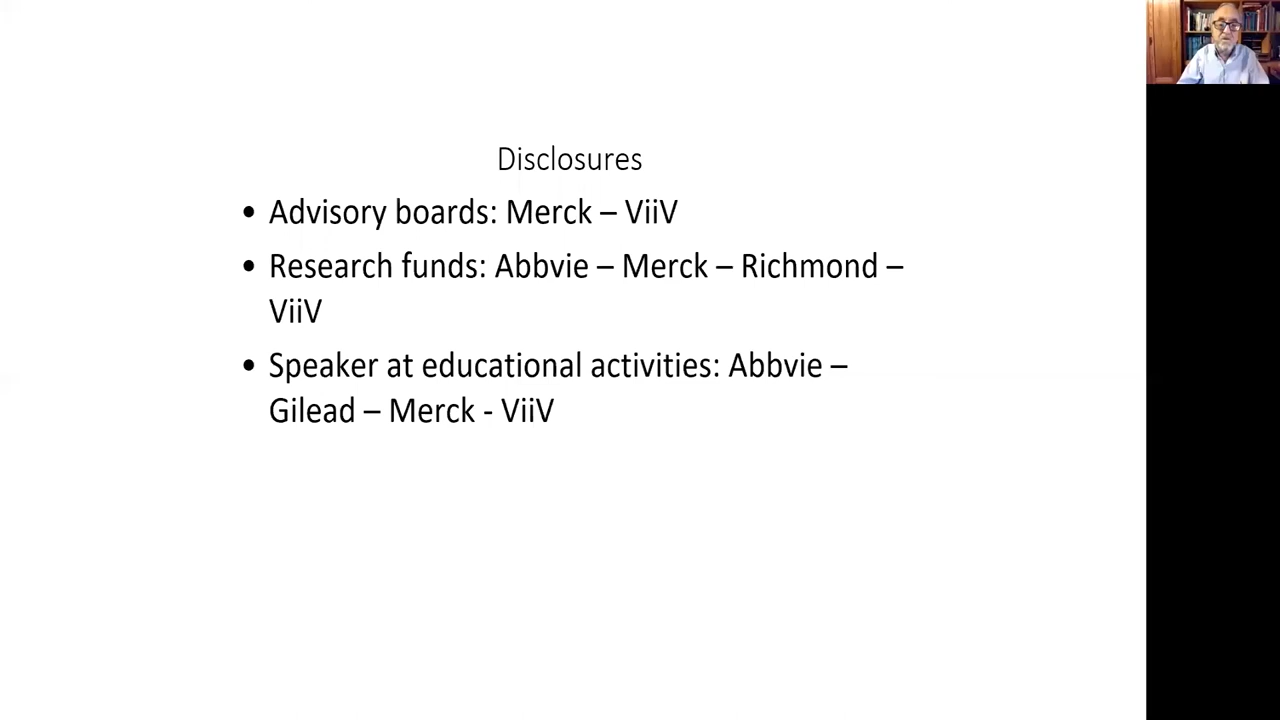 Disclosures
• Advisory boards: Merck – ViiV
• Research funds: Abbvie – Merck – Richmond –
ViiV
• Speaker at educational activities: Abbvie –
Gilead – Merck - ViiV